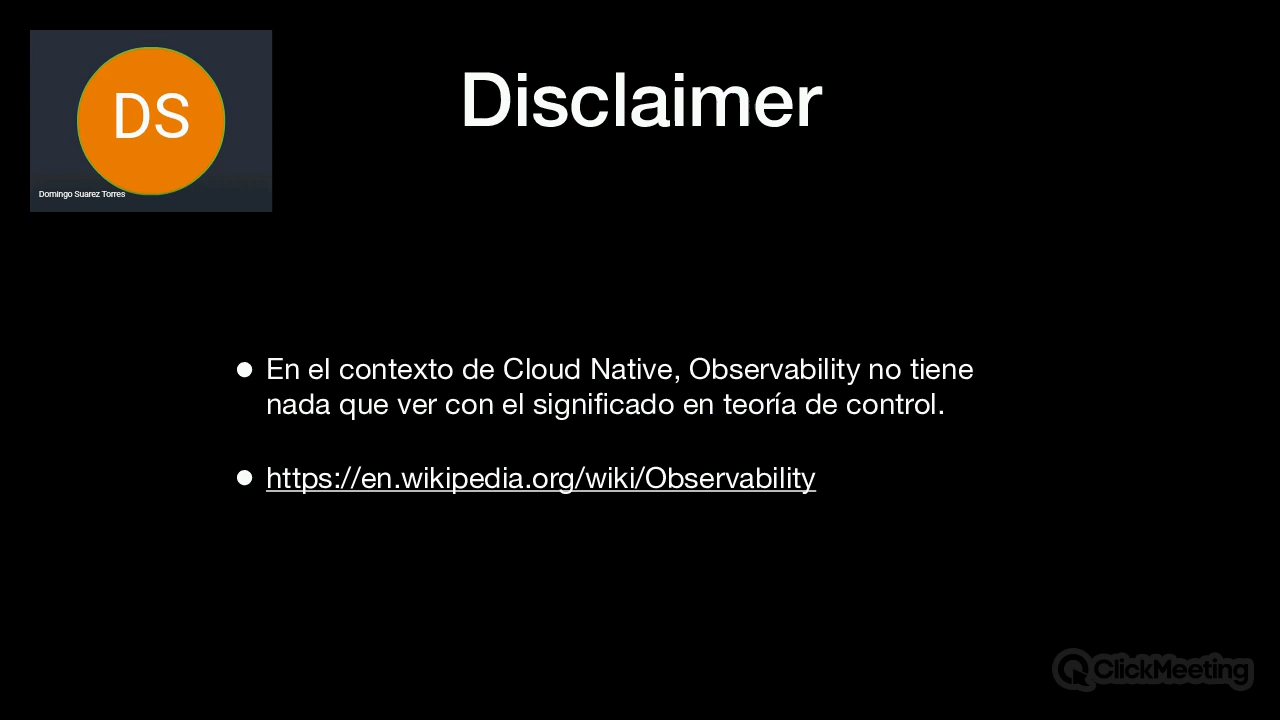 DS
Domingo Suarez Torres
Disclaimer
● En el contexto de Cloud Native, Observability no tiene
nada que ver con el significado en teoría de control.
● https://en.wikipedia.org/wiki/Observability
ClickMeeting